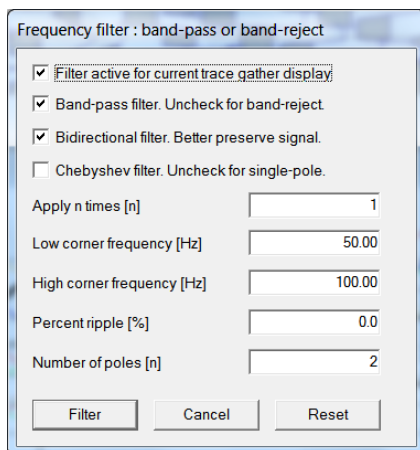 Frequency filter : band-pass or band-reject
Filter active for current trace gather display
Band-pass filter. Uncheck for band-reject.
Bidirectional filter. Better preserve signal.
Chebyshev filter. Uncheck for single-pole.
Apply n times [n] 1
Low corner frequency [Hz] 50.00
High corner frequency [Hz] 100.00
Percent ripple [%] 0.0
Number of poles [n] 2
Filter Cancel Reset